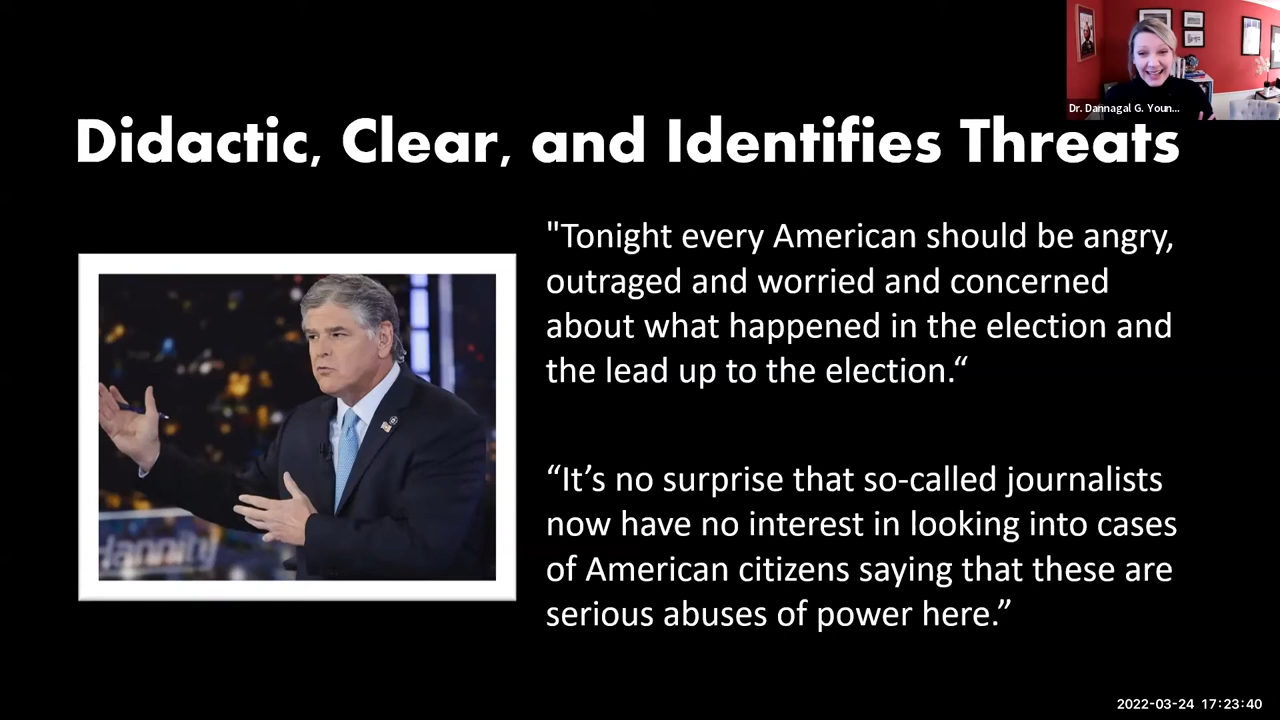 Dr. Dannagal G. Youn...
Didactic, Clear, and Identifies Threats
"Tonight every American should be angry,
outraged and worried and concerned
about what happened in the election and
the lead up to the election.“
“It’s no surprise that so-called journalists
now have no interest in looking into cases
of American citizens saying that these are
serious abuses of power here.”
Hannity
2022-03-24 17:23:40